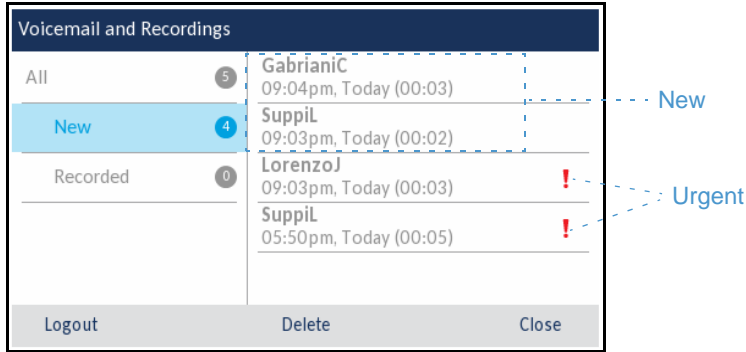 Voicemail and Recordings
All 5
New 4
Recorded 0
GabrianiC
09:04pm, Today (00:03)
SuppiL
09:03pm, Today (00:02)
LorenzoJ
09:03pm, Today (00:03) !
SuppiL
05:50pm, Today (00:05) !
New
Urgent
Logout Delete Close